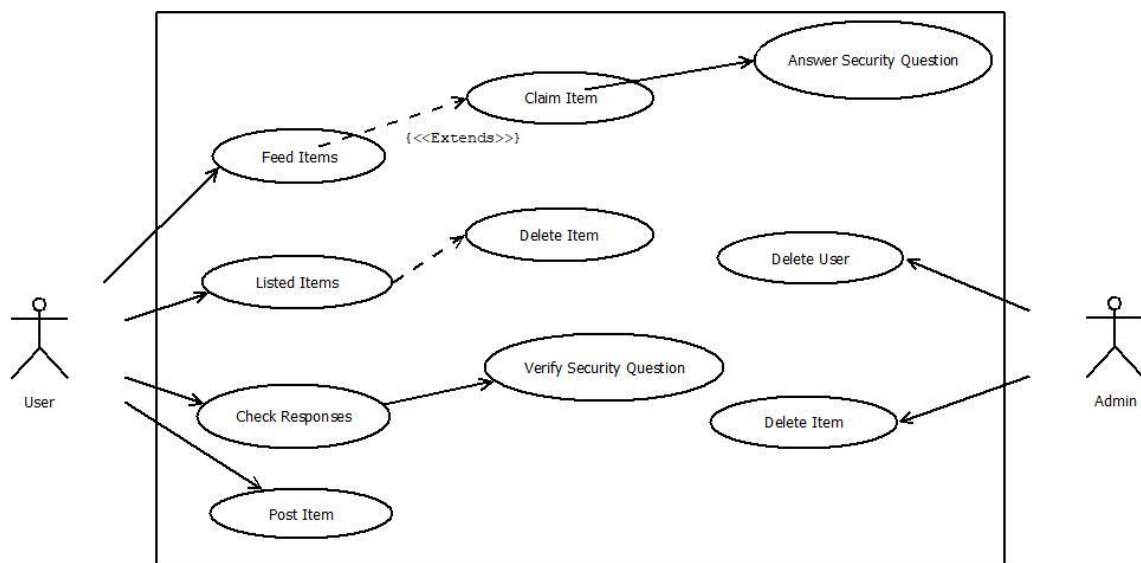 Answer Security Question
Claim Item
{<<Extends>>}
Feed Items
Delete Item
Delete User
Listed Items
Verify Security Question
User
Admin
Check Responses
Delete Item
Post Item